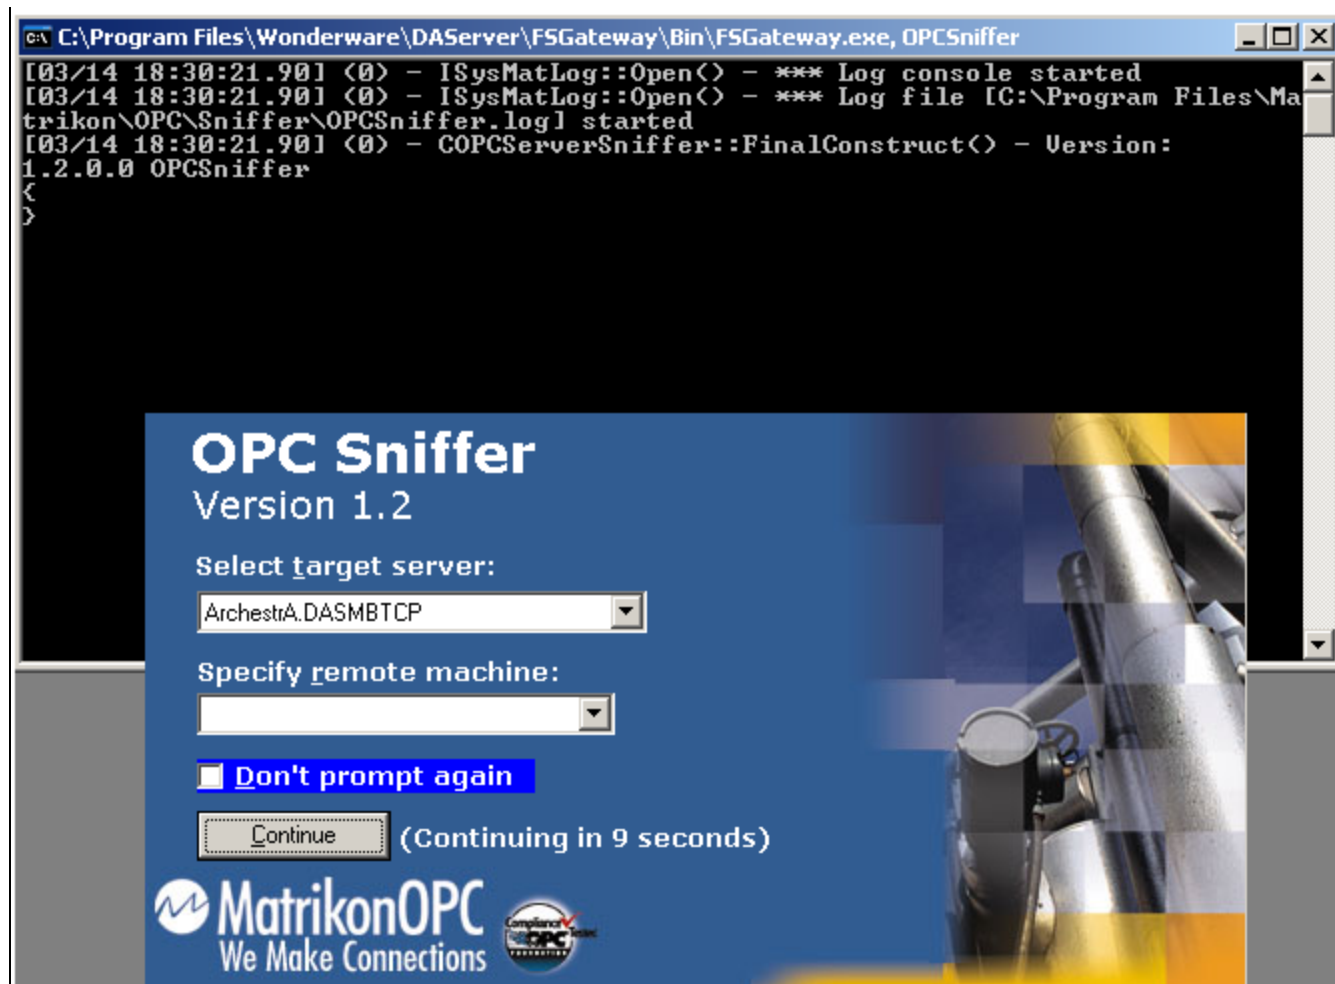 C:\Program Files\Wonderware\DAServer\FSGateway\Bin\FSGateway.exe, OPCSniffer
[03/14 18:30:21.90] (0) - ISysMatLog::Open() - *** Log console started
[03/14 18:30:21.90] (0) - ISysMatLog::Open() - *** Log file [C:\Program Files\Ma
trikon\OPC\Sniffer\OPCSniffer.log] started
[03/14 18:30:21.90] (0) - COPCServerSniffer::FinalConstruct() - Version:
1.2.0.0 OPCSniffer
{
}
OPC Sniffer
Version 1.2
Select target server:
ArchestrA.DASMBTCP
Specify remote machine:
Don't prompt again
Continue (Continuing in 9 seconds)
MatrikonOPC
We Make Connections
Compliance Tested
OPC
FOUNDATION